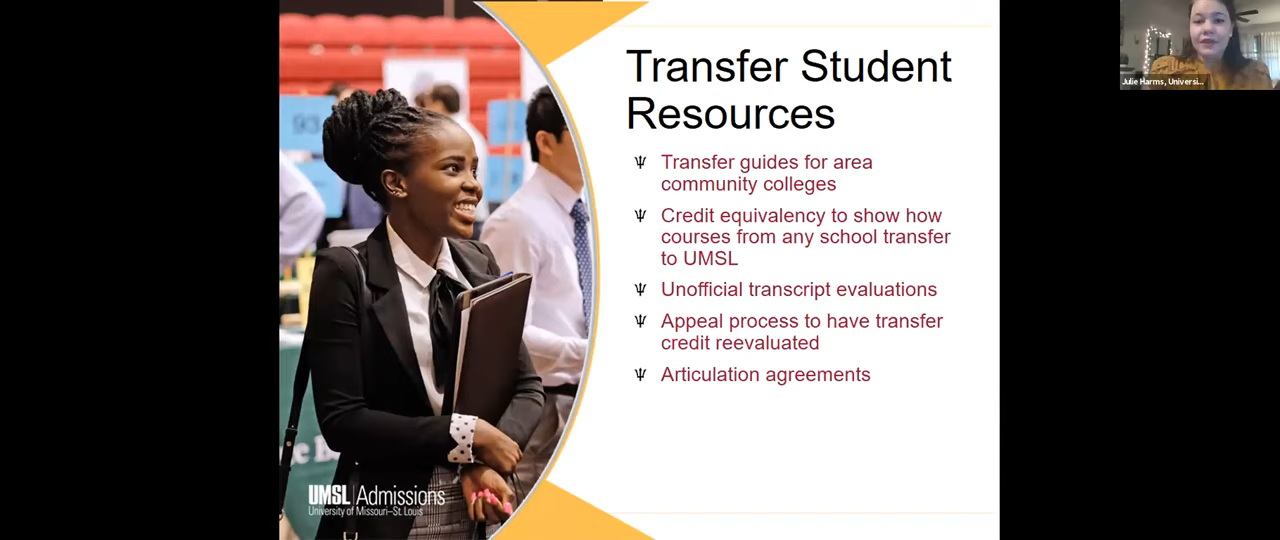 Transfer Student
Resources
Transfer guides for area
community colleges
Credit equivalency to show how
courses from any school transfer
to UMSL
Unofficial transcript evaluations
Appeal process to have transfer
credit reevaluated
Articulation agreements
UMSL | Admissions
University of Missouri–St. Louis
Julie Harms, Universi...
93